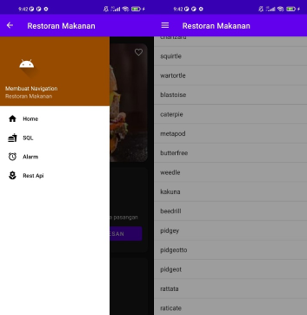 9:42
Restoran Makanan
Membuat Navigation
Restoran Makanan
Home
SQL
Alarm
Rest Api
pasangan
SAN
9:42
Restoran Makanan
charizard
squirtle
wartortle
blastoise
caterpie
metapod
butterfree
weedle
kakuna
beedrill
pidgey
pidgeotto
pidgeot
rattata
raticate